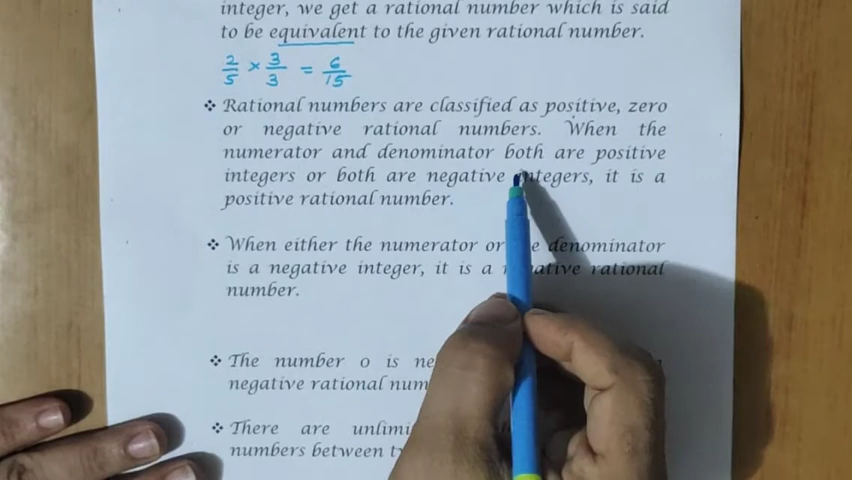 integer, we get a rational number which is said
to be equivalent to the given rational number.
2/5 × 3/3 = 6/15
❖ Rational numbers are classified as positive, zero
or negative rational numbers. When the
numerator and denominator both are positive
integers or both are negative integers, it is a
positive rational number.
❖ When either the numerator or denominator
is a negative integer, it is a negative rational
number.
❖ The number 0 is
negative rational
❖ There are
numbers between